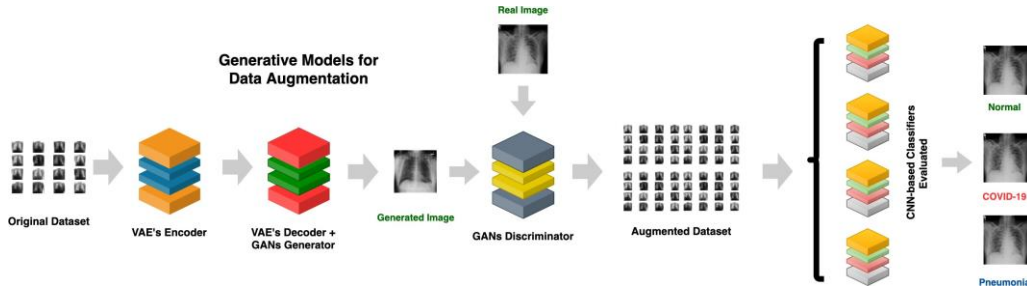 Real Image
Generative Models for
Data Augmentation
Original Dataset
VAE's Encoder
VAE's Decoder +
GANs Generator
Generated Image
GANs Discriminator
Augmented Dataset
CNN-based Classifiers
Evaluated
Normal
COVID-19
Pneumonia